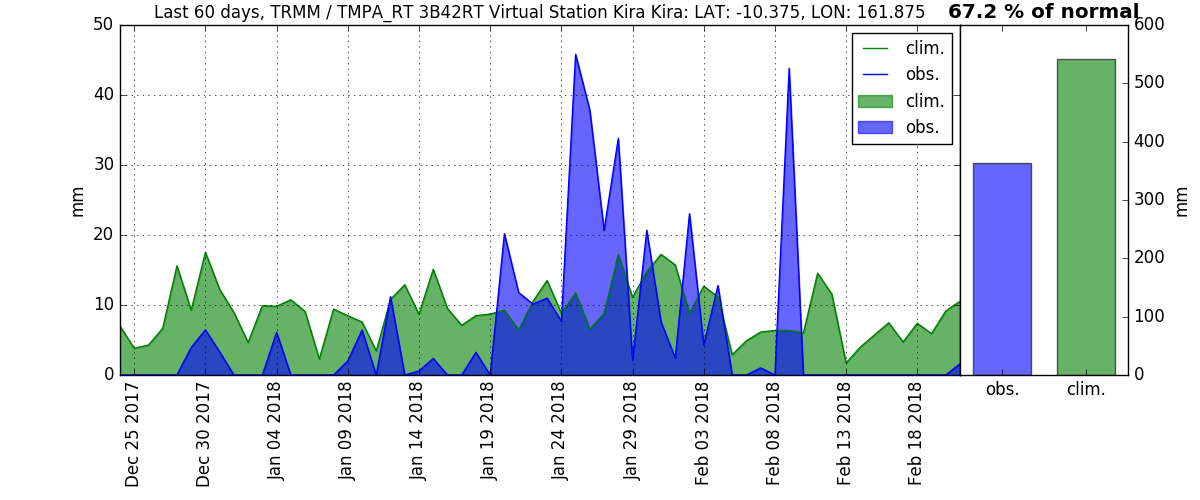 Last 60 days, TRMM / TMPA_RT 3B42RT Virtual Station Kira Kira: LAT: -10.375, LON: 161.875
67.2 % of normal
50
40
30
20
10
0
mm
clim.
obs.
clim.
obs.
600
500
400
300
200
100
0
mm
obs.
clim.
Dec 25 2017
Dec 30 2017
Jan 04 2018
Jan 09 2018
Jan 14 2018
Jan 19 2018
Jan 24 2018
Jan 29 2018
Feb 03 2018
Feb 08 2018
Feb 13 2018
Feb 18 2018